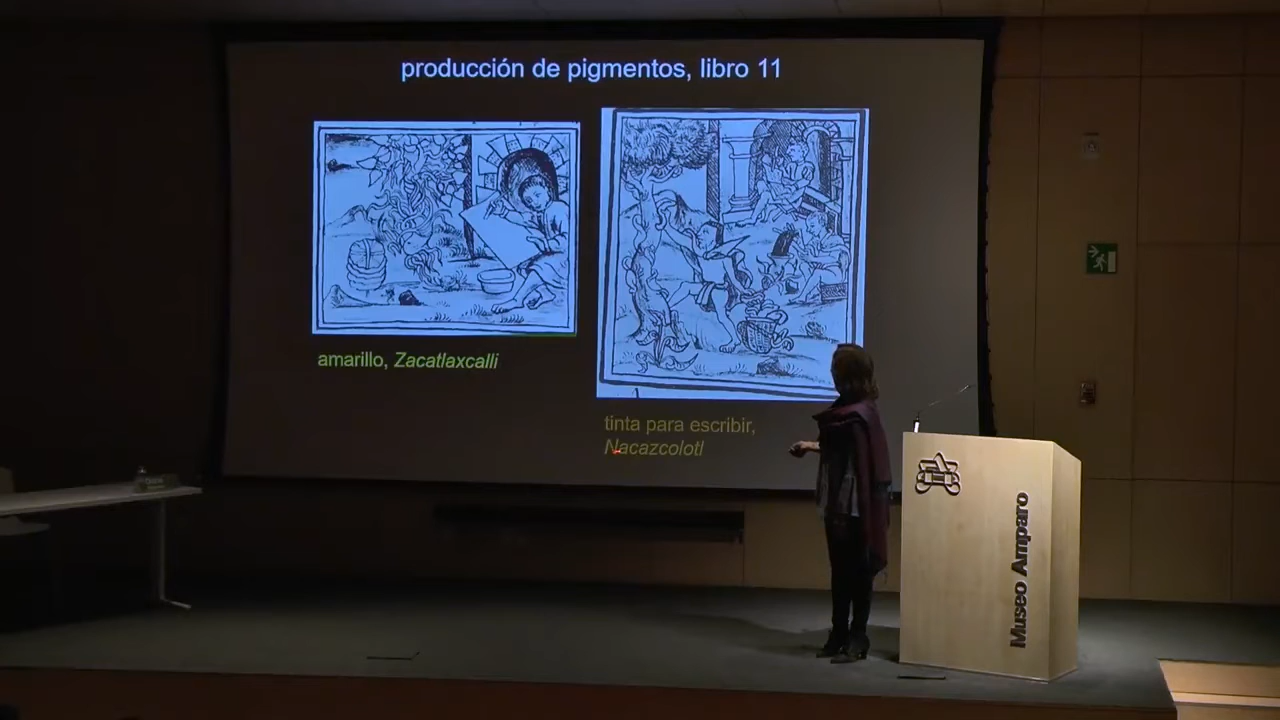 producción de pigmentos, libro 11
amarillo, Zacatlaxcalli
tinta para escribir,
Nacazcolotl
Museo Amparo